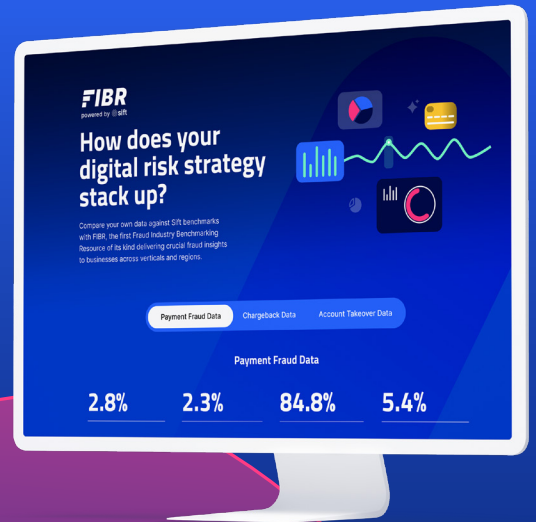 FIBR
powered by sift
How does your
digital risk strategy
stack up?
Compare your own data against Sift benchmarks
with FIBR, the first Fraud Industry Benchmarking
Resource of its kind delivering crucial fraud insights
to businesses across verticals and regions.
Payment Fraud Data
Chargeback Data
Account Takeover Data
Payment Fraud Data
2.8%
2.3%
84.8%
5.4%